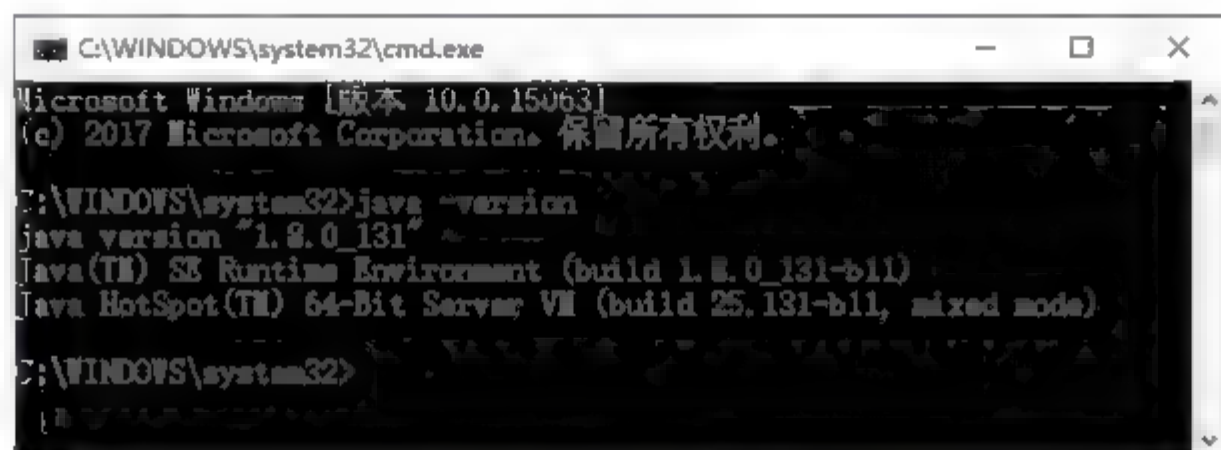 C:\WINDOWS\system32\cmd.exe
Microsoft Windows [版本 10.0.15063]
(c) 2017 Microsoft Corporation。保留所有权利。
C:\WINDOWS\system32>java -version
java version "1.8.0_131"
Java(TM) SE Runtime Environment (build 1.8.0_131-b11)
Java HotSpot(TM) 64-Bit Server VM (build 25.131-b11, mixed mode)
C:\WINDOWS\system32>